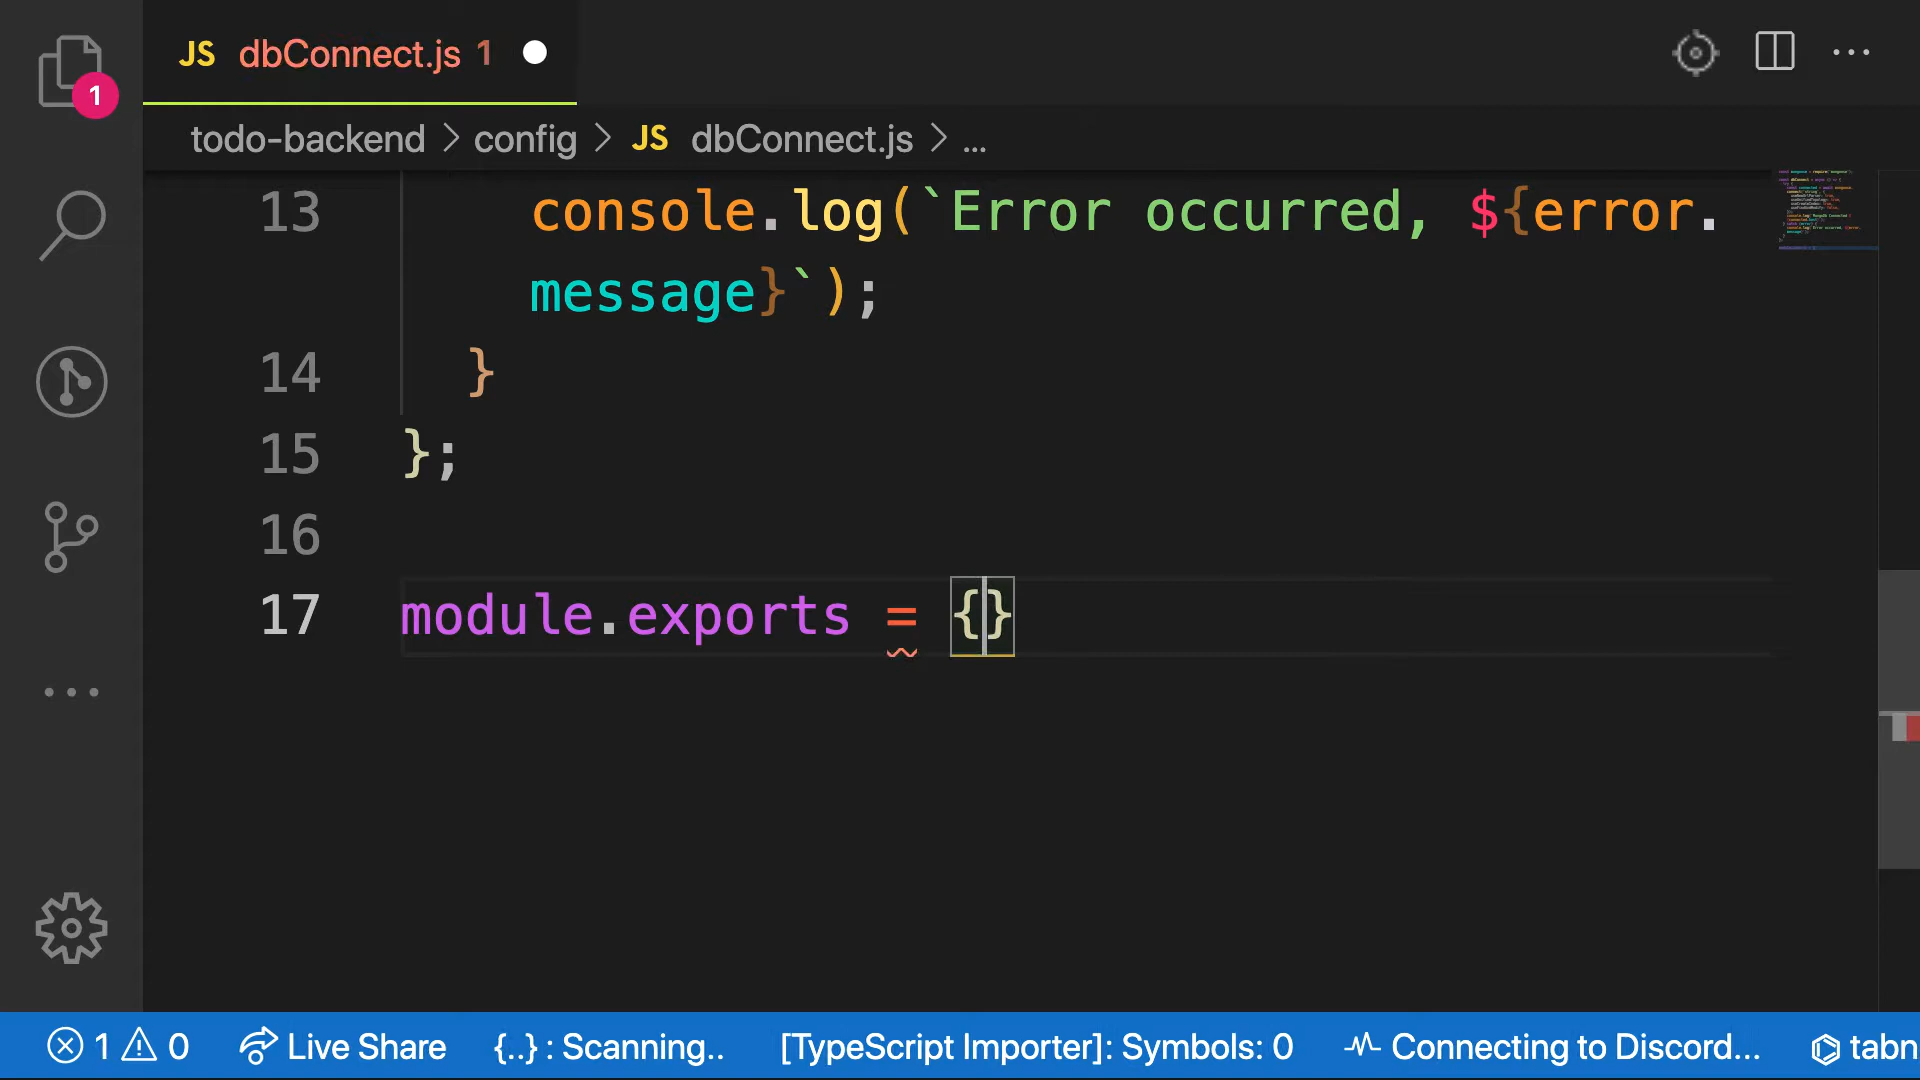 JS dbConnect.js 1
1
todo-backend > config > JS dbConnect.js > ...
13 console.log(`Error occurred, ${error.
message}`);
14 }
15 };
16
17 module.exports = {}
1 0 Live Share {..} : Scanning.. [TypeScript Importer]: Symbols: 0 Connecting to Discord... tabn